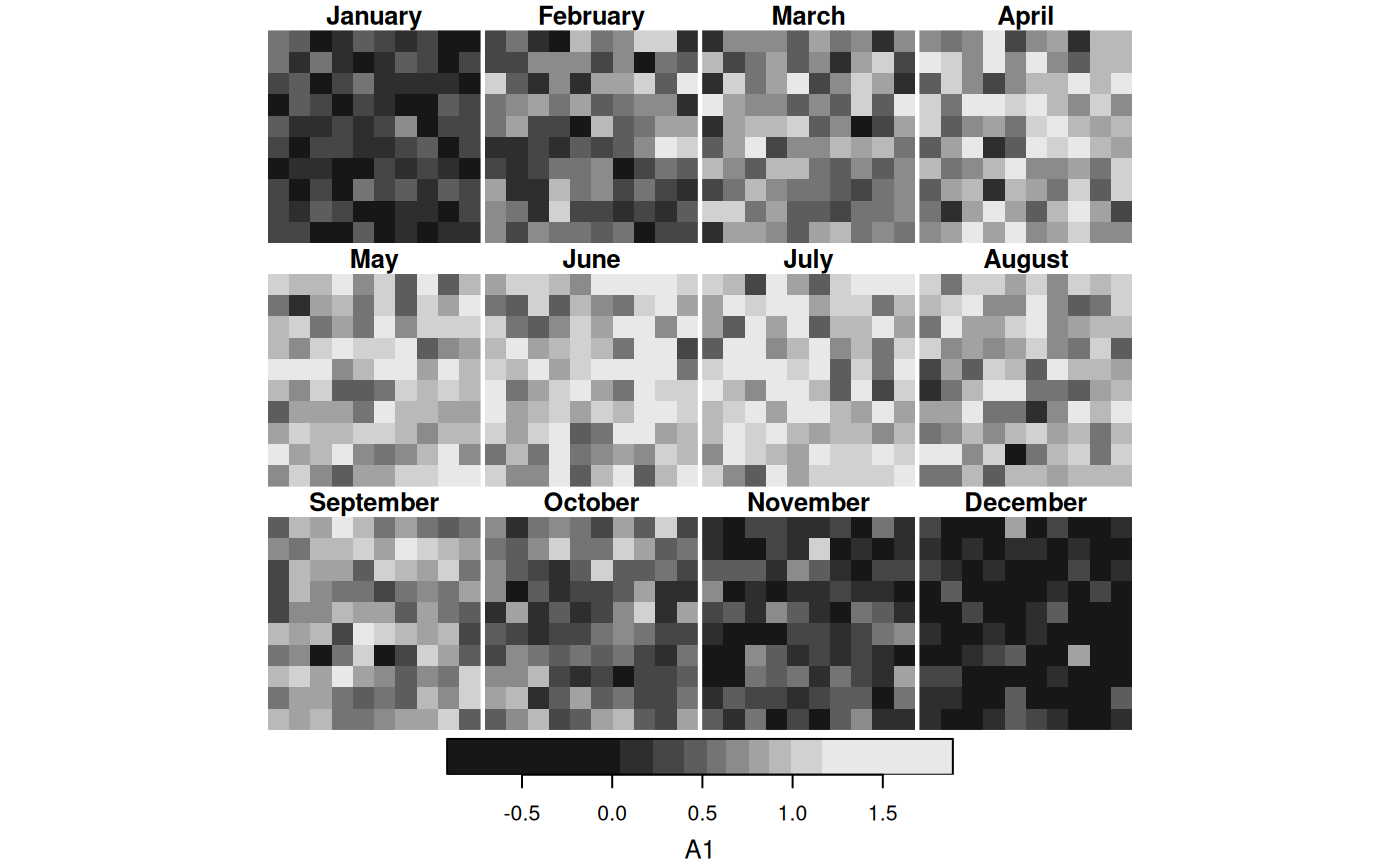 January February March April
May June July August
September October November December
-0.5 0.0 0.5 1.0 1.5
A1